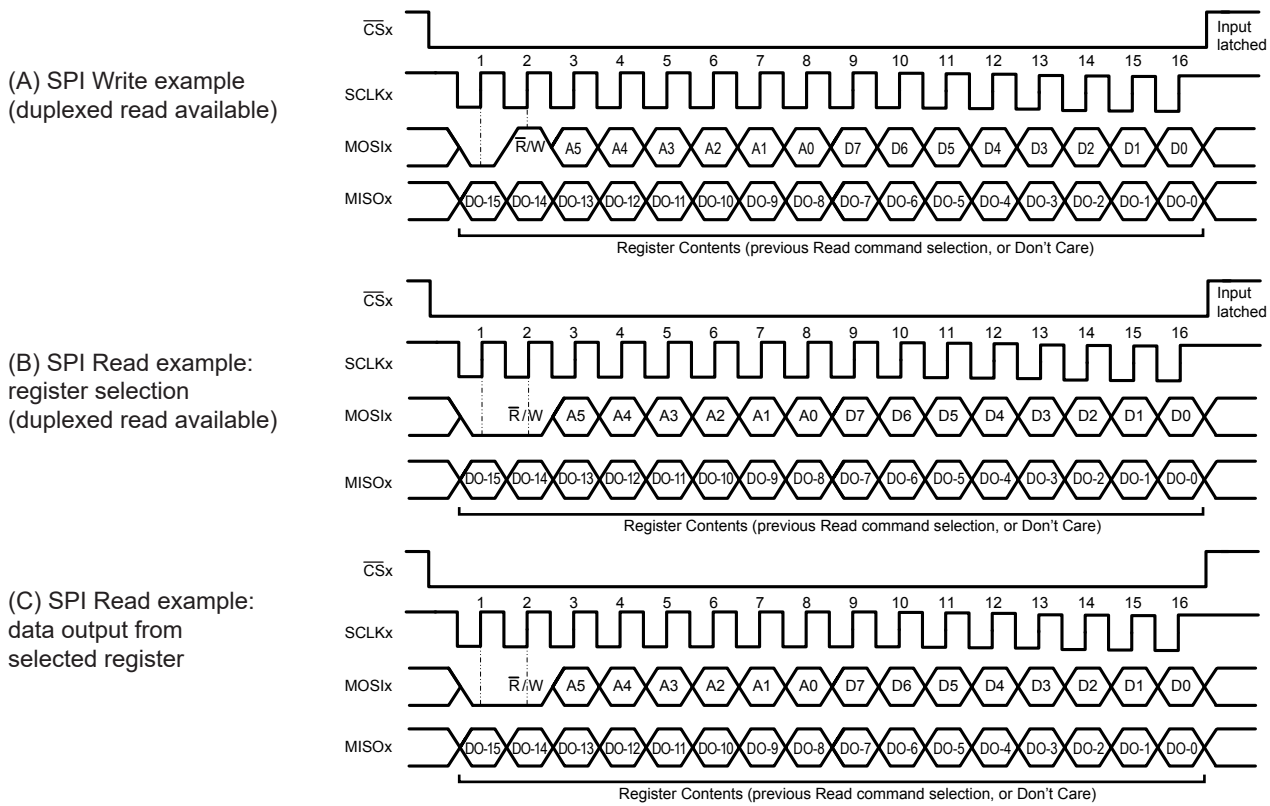 (A) SPI Write example
(duplexed read available)
C̅S̅x
Input
latched
1 2 3 4 5 6 7 8 9 10 11 12 13 14 15 16
SCLKx
MOSIx R̅/W A5 A4 A3 A2 A1 A0 D7 D6 D5 D4 D3 D2 D1 D0
MISOx DO-15 DO-14 DO-13 DO-12 DO-11 DO-10 DO-9 DO-8 DO-7 DO-6 DO-5 DO-4 DO-3 DO-2 DO-1 DO-0
Register Contents (previous Read command selection, or Don't Care)
(B) SPI Read example:
register selection
(duplexed read available)
C̅S̅x
Input
latched
1 2 3 4 5 6 7 8 9 10 11 12 13 14 15 16
SCLKx
MOSIx R̅/W A5 A4 A3 A2 A1 A0 D7 D6 D5 D4 D3 D2 D1 D0
MISOx DO-15 DO-14 DO-13 DO-12 DO-11 DO-10 DO-9 DO-8 DO-7 DO-6 DO-5 DO-4 DO-3 DO-2 DO-1 DO-0
Register Contents (previous Read command selection, or Don't Care)
(C) SPI Read example:
data output from
selected register
C̅S̅x
1 2 3 4 5 6 7 8 9 10 11 12 13 14 15 16
SCLKx
MOSIx R̅/W A5 A4 A3 A2 A1 A0 D7 D6 D5 D4 D3 D2 D1 D0
MISOx DO-15 DO-14 DO-13 DO-12 DO-11 DO-10 DO-9 DO-8 DO-7 DO-6 DO-5 DO-4 DO-3 DO-2 DO-1 DO-0
Register Contents (previous Read command selection, or Don't Care)